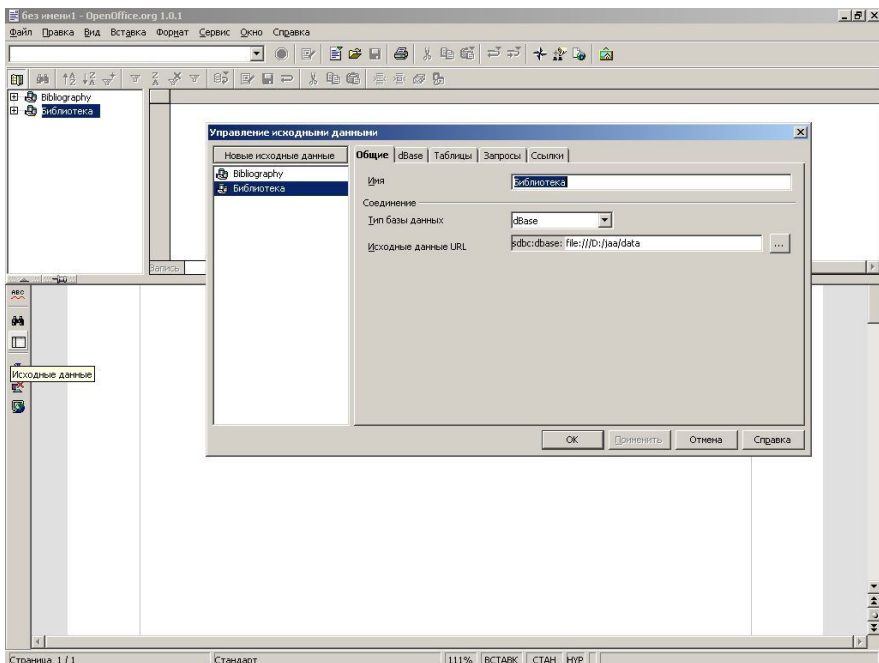 без имени1 - OpenOffice.org 1.0.1
Файл Правка Вид Вставка Формат Сервис Окно Справка
Bibliography
Библиотека
Запись
Управление исходными данными
Новые исходные данные
Bibliography
Библиотека
Общие dBase Таблицы Запросы Ссылки
Имя Библиотека
Соединение
Тип базы данных dBase
Исходные данные URL sdbc:dbase: file:///D:/jaa/data ...
ОК Применить Отмена Справка
ABC
Исходные данные
Страница 1 / 1 Стандарт 111% ВСТАВК СТАН HYP